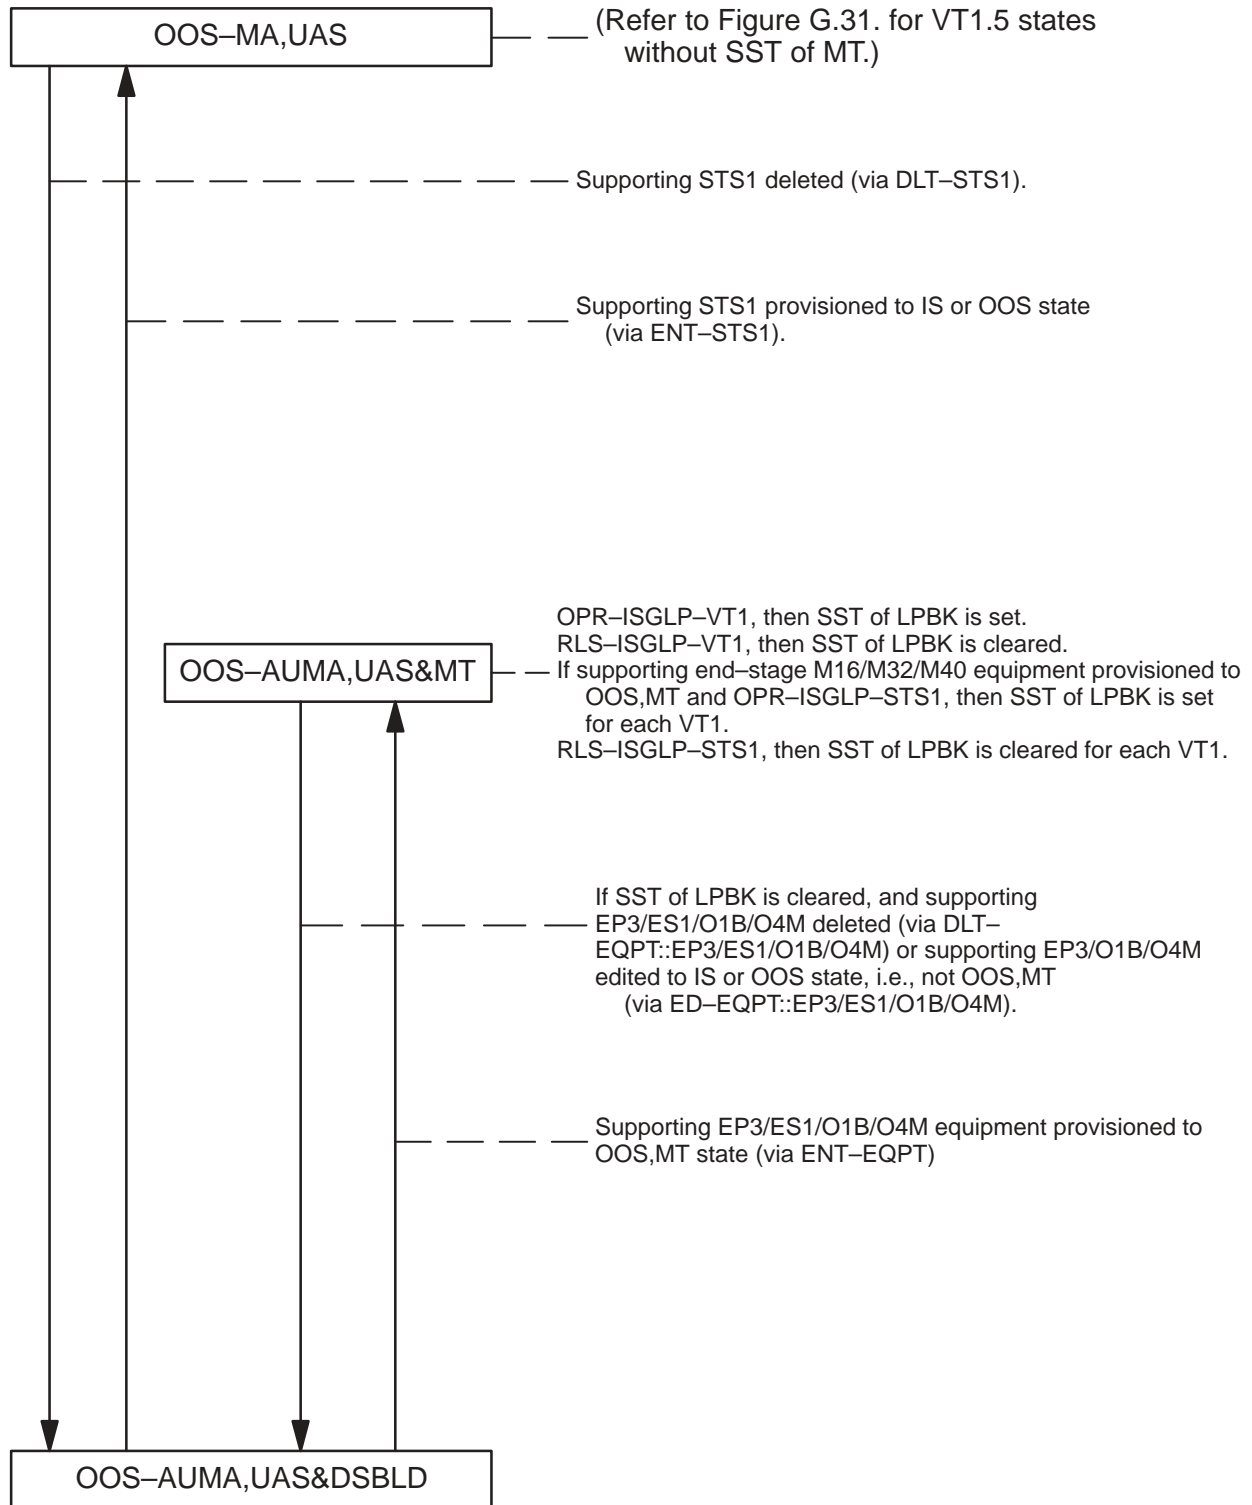 OOS–MA,UAS
(Refer to Figure G.31. for VT1.5 states
without SST of MT.)
Supporting STS1 deleted (via DLT–STS1).
Supporting STS1 provisioned to IS or OOS state
(via ENT–STS1).
OOS–AUMA,UAS&MT
OPR–ISGLP–VT1, then SST of LPBK is set.
RLS–ISGLP–VT1, then SST of LPBK is cleared.
If supporting end–stage M16/M32/M40 equipment provisioned to
OOS,MT and OPR–ISGLP–STS1, then SST of LPBK is set
for each VT1.
RLS–ISGLP–STS1, then SST of LPBK is cleared for each VT1.
If SST of LPBK is cleared, and supporting
EP3/ES1/O1B/O4M deleted (via DLT–
EQPT::EP3/ES1/O1B/O4M) or supporting EP3/O1B/O4M
edited to IS or OOS state, i.e., not OOS,MT
(via ED–EQPT::EP3/ES1/O1B/O4M).
Supporting EP3/ES1/O1B/O4M equipment provisioned to
OOS,MT state (via ENT–EQPT)
OOS–AUMA,UAS&DSBLD